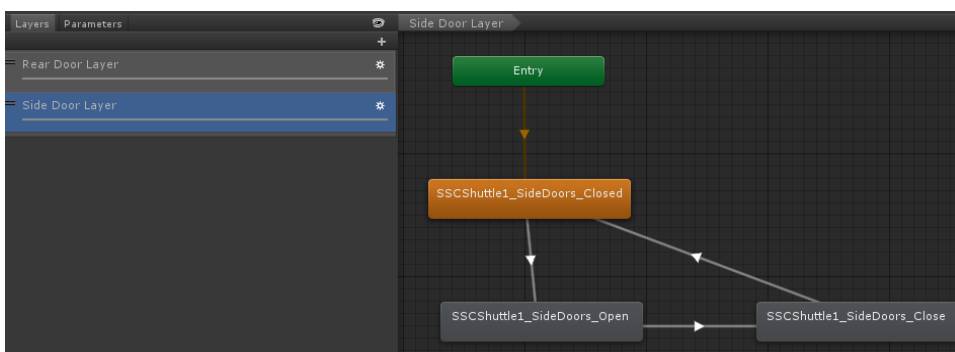 Layers Parameters
Side Door Layer
Rear Door Layer
Side Door Layer
Entry
SSCShuttle1_SideDoors_Closed
SSCShuttle1_SideDoors_Open
SSCShuttle1_SideDoors_Close